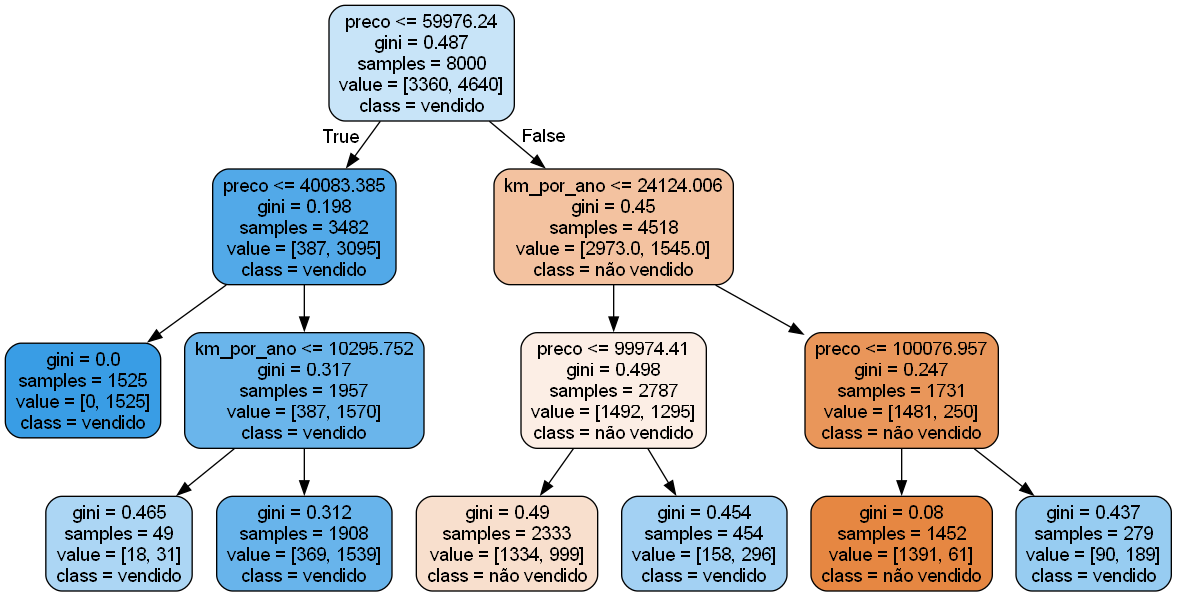 preco <= 59976.24
gini = 0.487
samples = 8000
value = [3360, 4640]
class = vendido
True
False
preco <= 40083.385
gini = 0.198
samples = 3482
value = [387, 3095]
class = vendido
km_por_ano <= 24124.006
gini = 0.45
samples = 4518
value = [2973.0, 1545.0]
class = não vendido
gini = 0.0
samples = 1525
value = [0, 1525]
class = vendido
km_por_ano <= 10295.752
gini = 0.317
samples = 1957
value = [387, 1570]
class = vendido
preco <= 99974.41
gini = 0.498
samples = 2787
value = [1492, 1295]
class = não vendido
preco <= 100076.957
gini = 0.247
samples = 1731
value = [1481, 250]
class = não vendido
gini = 0.465
samples = 49
value = [18, 31]
class = vendido
gini = 0.312
samples = 1908
value = [369, 1539]
class = vendido
gini = 0.49
samples = 2333
value = [1334, 999]
class = não vendido
gini = 0.454
samples = 454
value = [158, 296]
class = vendido
gini = 0.08
samples = 1452
value = [1391, 61]
class = não vendido
gini = 0.437
samples = 279
value = [90, 189]
class = vendido